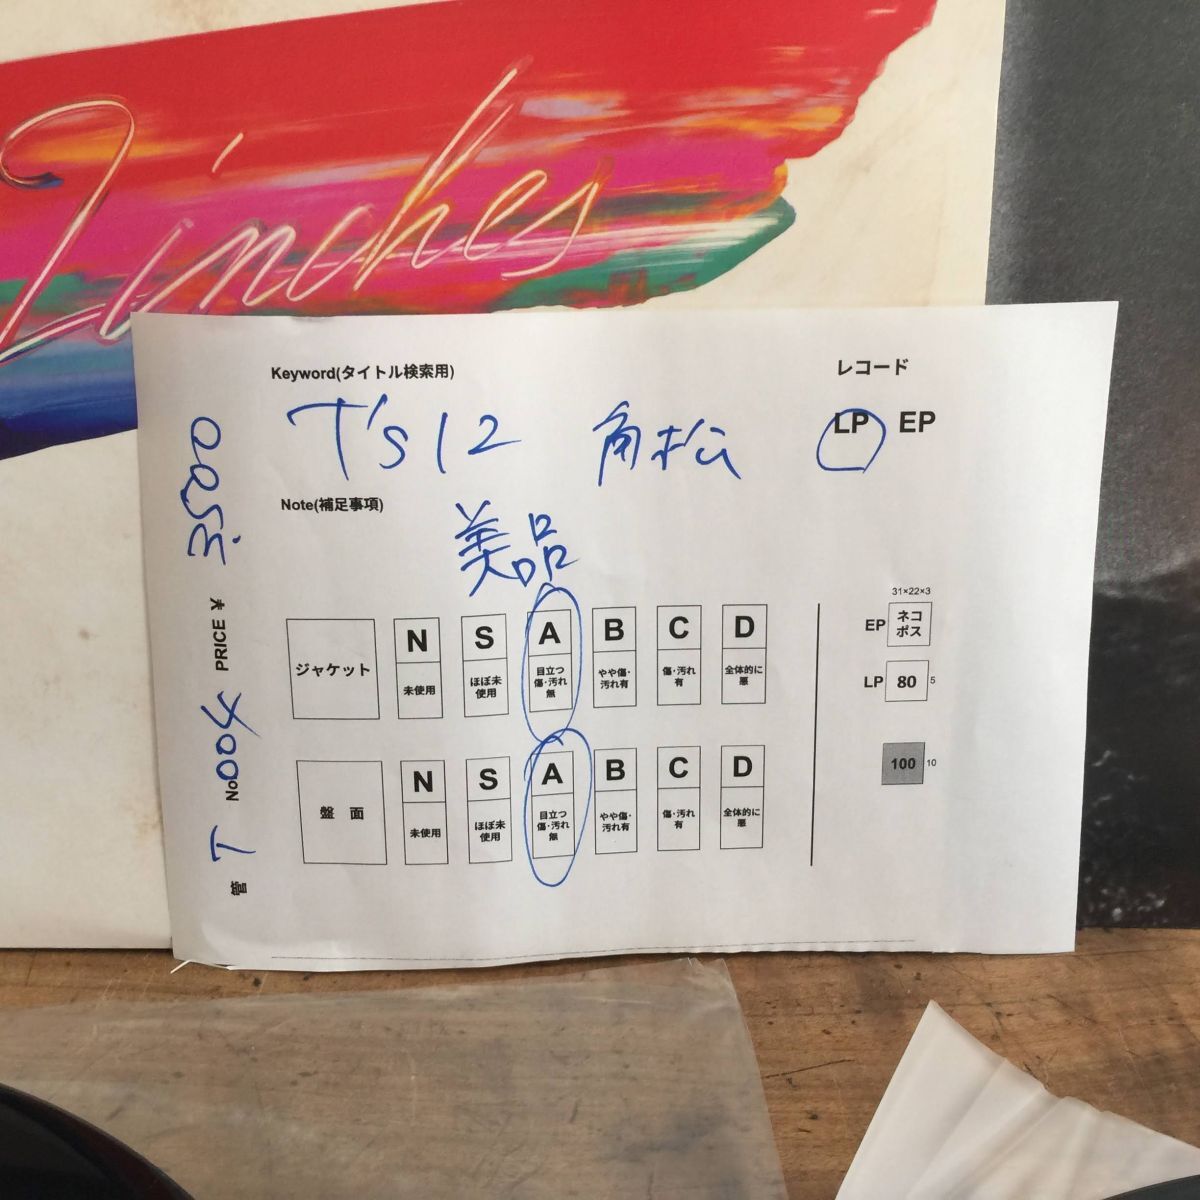 inches
Keyword(タイトル検索用)
T's 12 角松
レコード
LP EP
Note(補足事項)
美品
ジャケット
N
未使用
S
ほぼ未
使用
A
目立つ
傷・汚れ
無
B
やや傷・
汚れ有
C
傷・汚れ
有
D
全体的に
悪
盤 面
N
未使用
S
ほぼ未
使用
A
目立つ
傷・汚れ
無
B
やや傷・
汚れ有
C
傷・汚れ
有
D
全体的に
悪
31×22×3
EP ネコ
ポス
LP 80 5
100 10
管 T No004 PRICE ¥